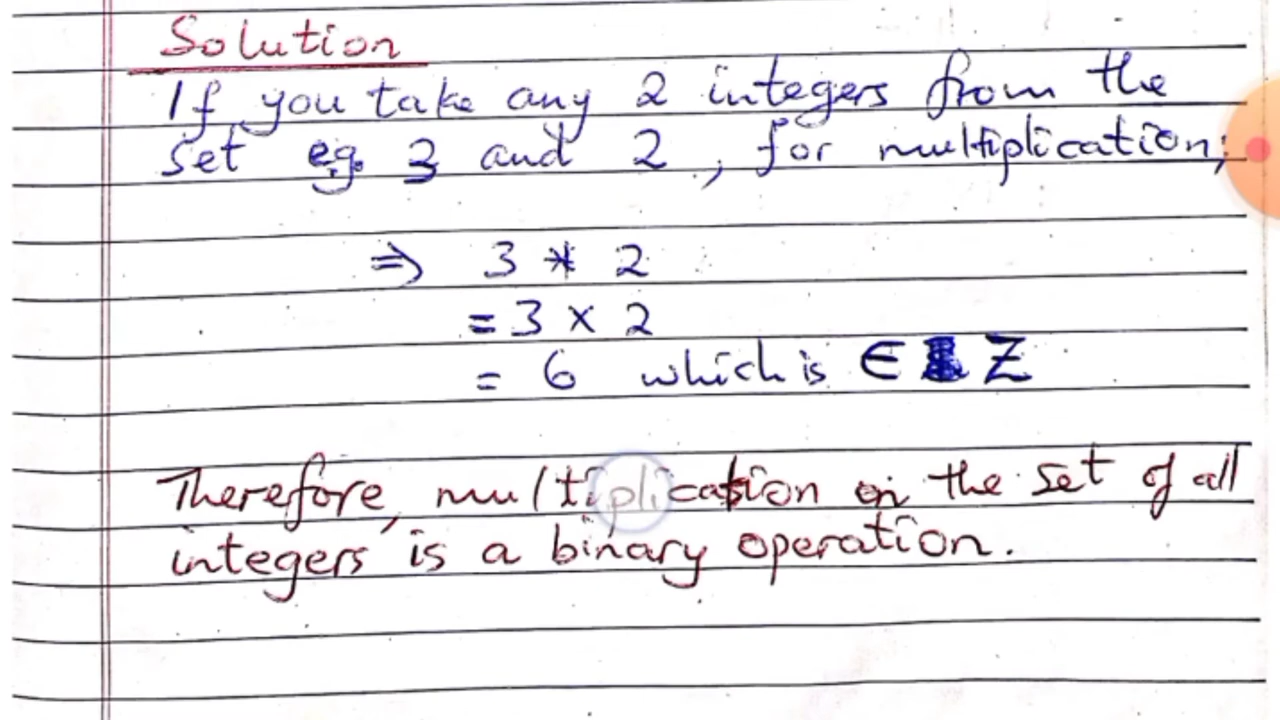 Solution
If you take any 2 integers from the
set eg. 3 and 2, for multiplication;
⇒ 3 * 2
= 3 × 2
= 6 which is ∈ Z
Therefore, multiplication on the set of all
integers is a binary operation.